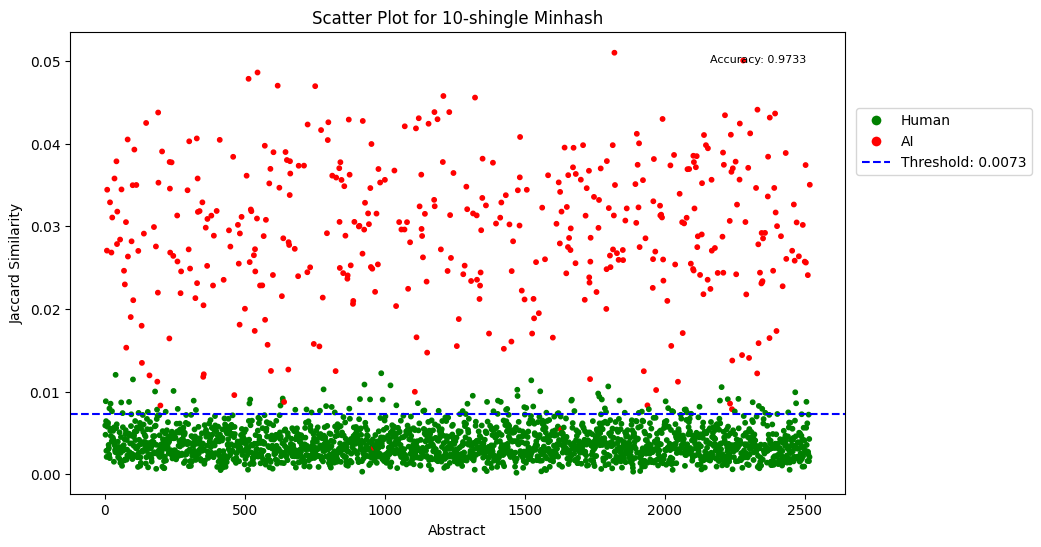 Scatter Plot for 10-shingle Minhash
0.05
0.04
0.03
0.02
0.01
0.00
Jaccard Similarity
Accuracy: 0.9733
Human
AI
Threshold: 0.0073
0
500
1000
1500
2000
2500
Abstract